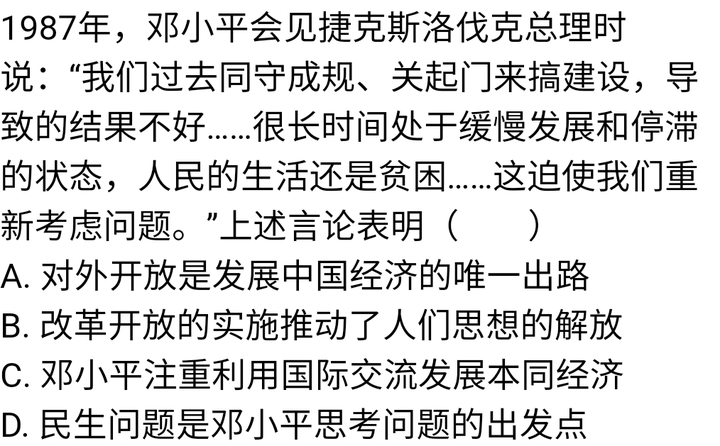 1987年，邓小平会见捷克斯洛伐克总理时
说：“我们过去同守成规、关起门来搞建设，导
致的结果不好……很长时间处于缓慢发展和停滞
的状态，人民的生活还是贫困……这迫使我们重
新考虑问题。”上述言论表明（　　）
A. 对外开放是发展中国经济的唯一出路
B. 改革开放的实施推动了人们思想的解放
C. 邓小平注重利用国际交流发展本同经济
D. 民生问题是邓小平思考问题的出发点